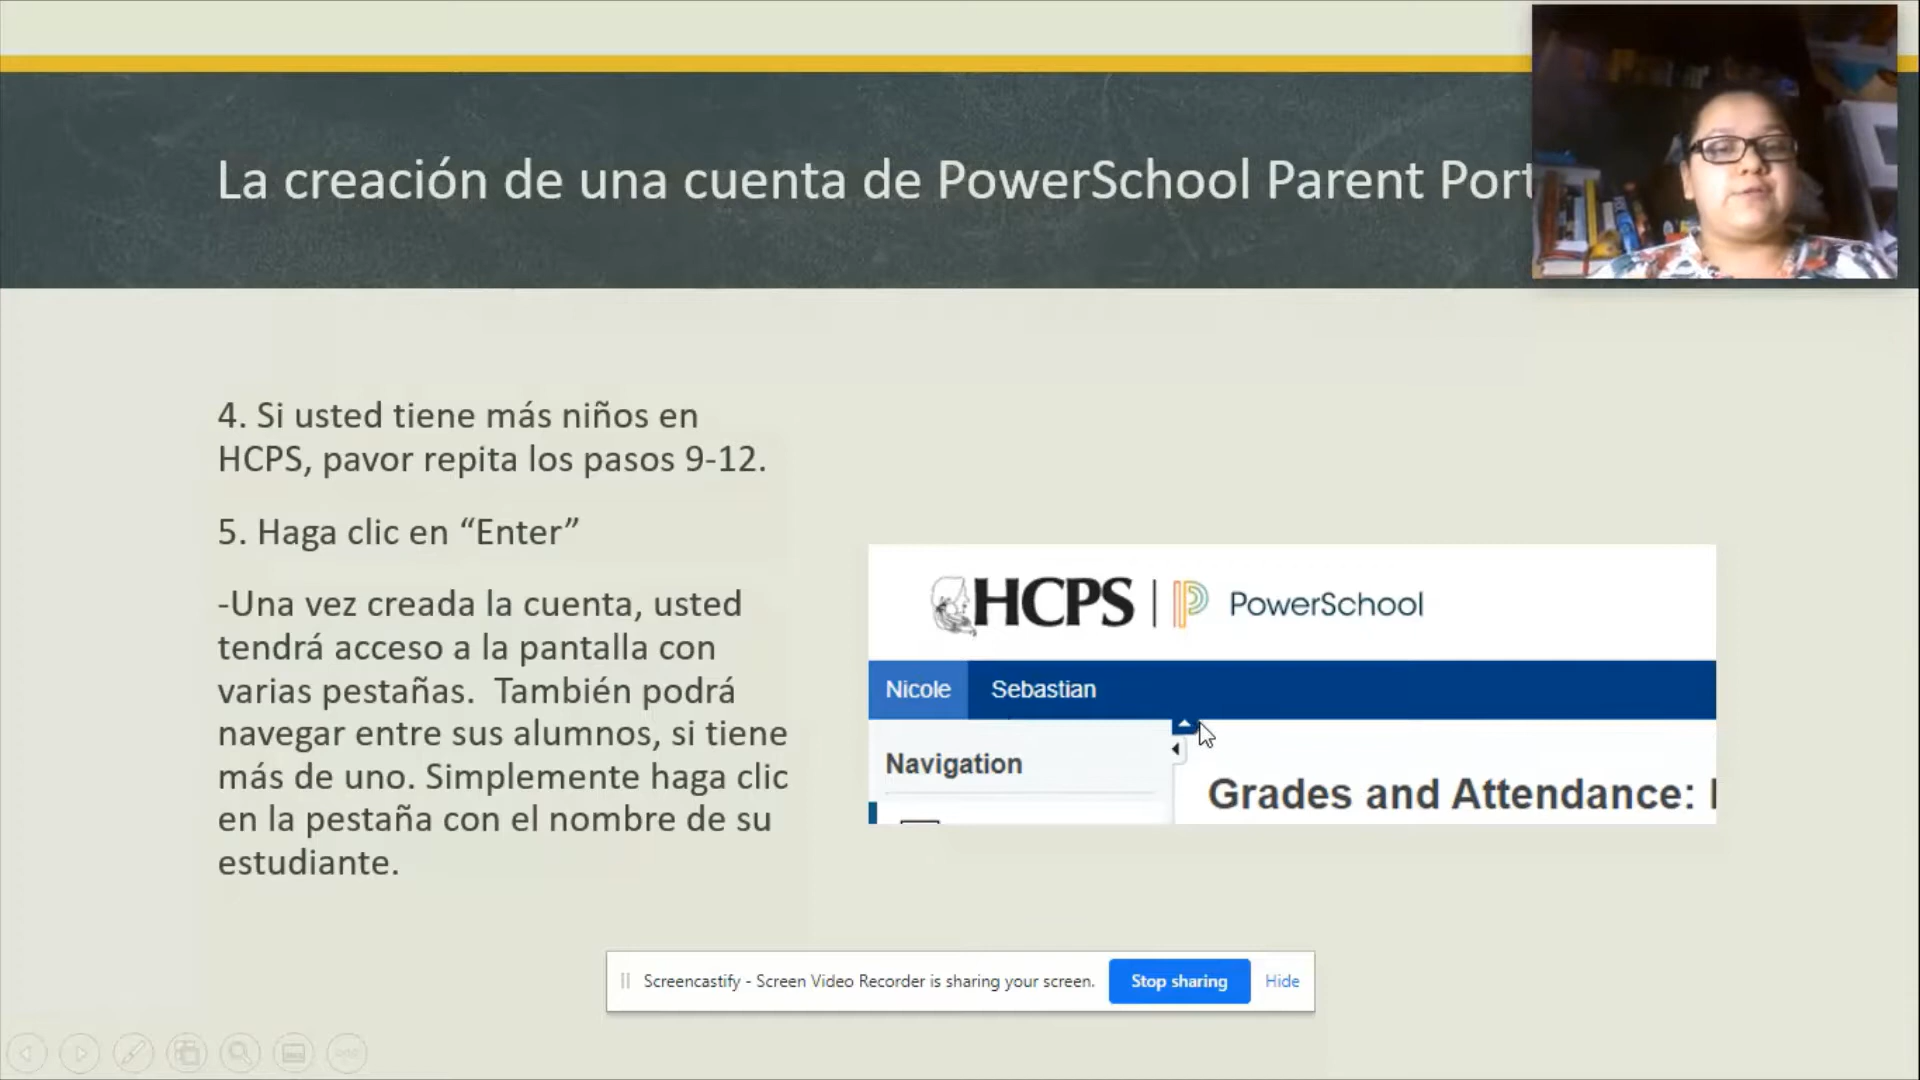 La creación de una cuenta de PowerSchool Parent Port
4. Si usted tiene más niños en
HCPS, pavor repita los pasos 9-12.
5. Haga clic en “Enter”
-Una vez creada la cuenta, usted
tendrá acceso a la pantalla con
varias pestañas. También podrá
navegar entre sus alumnos, si tiene
más de uno. Simplemente haga clic
en la pestaña con el nombre de su
estudiante.
HCPS | PowerSchool
Nicole Sebastian
Navigation
Grades and Attendance:
Screencastify - Screen Video Recorder is sharing your screen. Stop sharing Hide